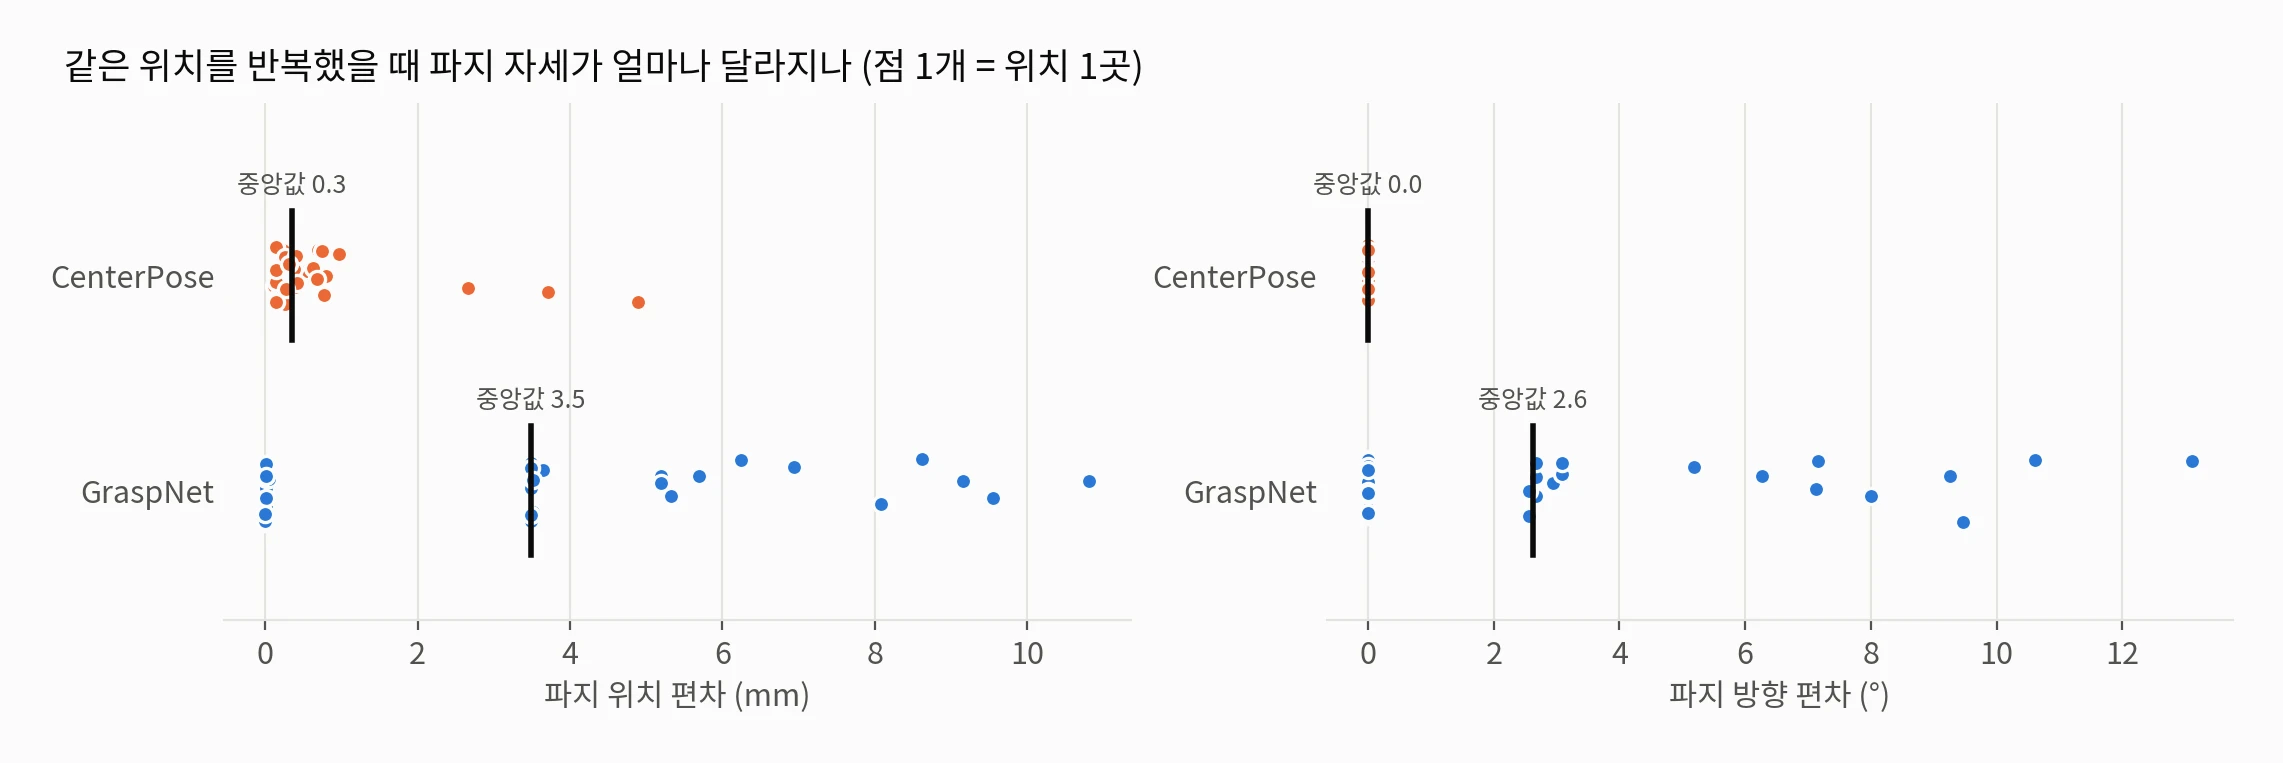 같은 위치를 반복했을 때 파지 자세가 얼마나 달라지나 (점 1개 = 위치 1곳)
중앙값 0.3
CenterPose
중앙값 3.5
GraspNet
0 2 4 6 8 10
파지 위치 편차 (mm)
중앙값 0.0
CenterPose
중앙값 2.6
GraspNet
0 2 4 6 8 10 12
파지 방향 편차 (°)